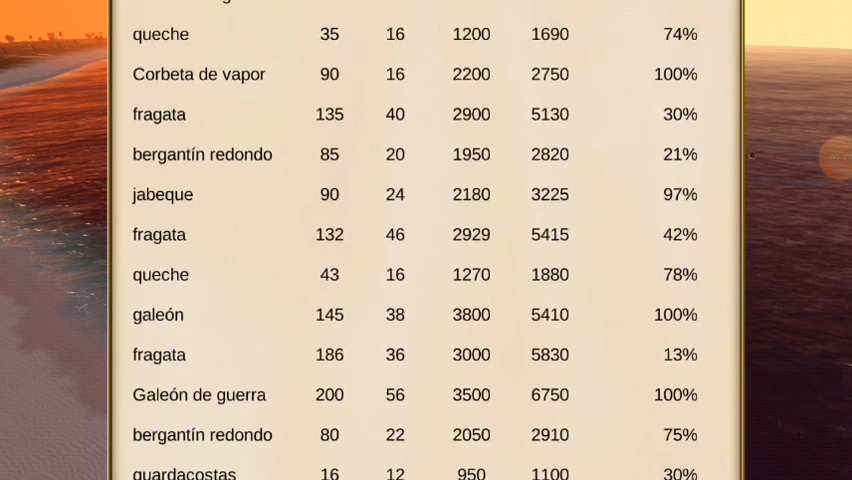 queche 35 16 1200 1690 74%
Corbeta de vapor 90 16 2200 2750 100%
fragata 135 40 2900 5130 30%
bergantín redondo 85 20 1950 2820 21%
jabeque 90 24 2180 3225 97%
fragata 132 46 2929 5415 42%
queche 43 16 1270 1880 78%
galeón 145 38 3800 5410 100%
fragata 186 36 3000 5830 13%
Galeón de guerra 200 56 3500 6750 100%
bergantín redondo 80 22 2050 2910 75%
guardacostas 16 12 950 1100 30%